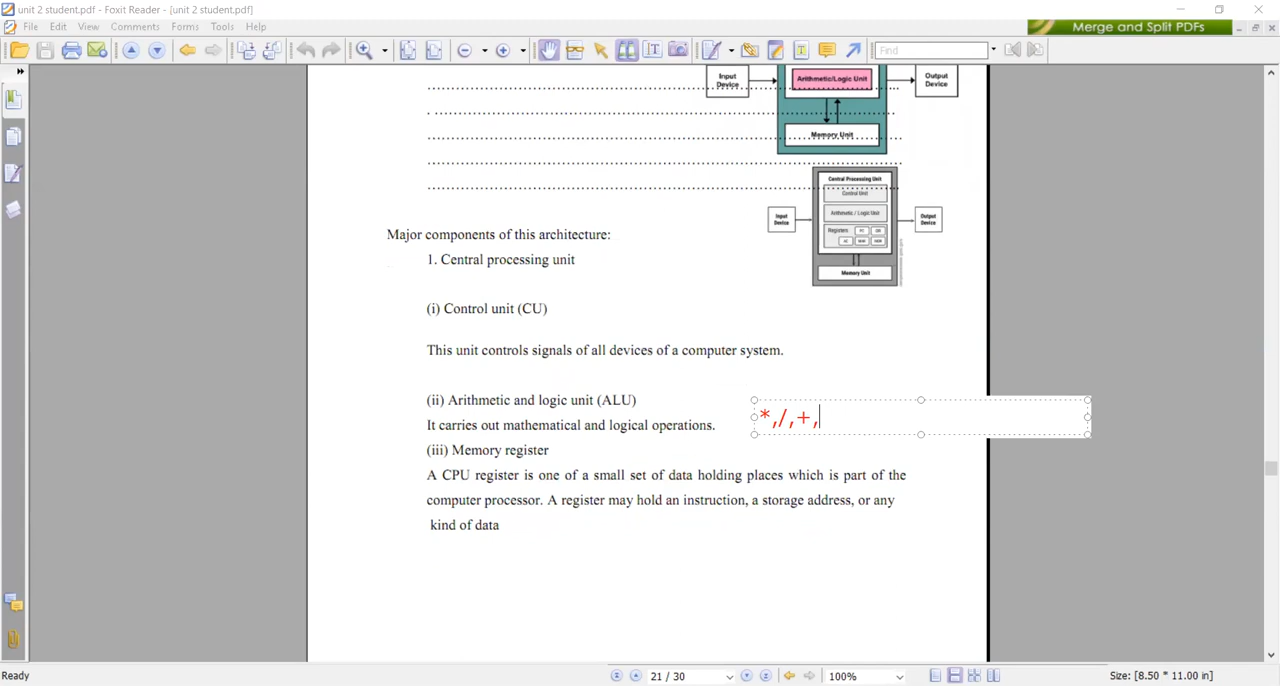 unit 2 student.pdf - Foxit Reader - [unit 2 student.pdf]
File Edit View Comments Forms Tools Help
Merge and Split PDFs
Find
Input Device
Arithmetic/Logic Unit
Output Device
Memory Unit
Central Processing Unit
Control Unit
Input Device
Arithmetic / Logic Unit
Output Device
Registers
PC
CIR
AC
MAR
MDR
Memory Unit
Major components of this architecture:
1. Central processing unit
(i) Control unit (CU)
This unit controls signals of all devices of a computer system.
(ii) Arithmetic and logic unit (ALU)
*,/,+,
It carries out mathematical and logical operations.
(iii) Memory register
A CPU register is one of a small set of data holding places which is part of the
computer processor. A register may hold an instruction, a storage address, or any
kind of data
Ready
21 / 30
100%
Size: [8.50 * 11.00 in]